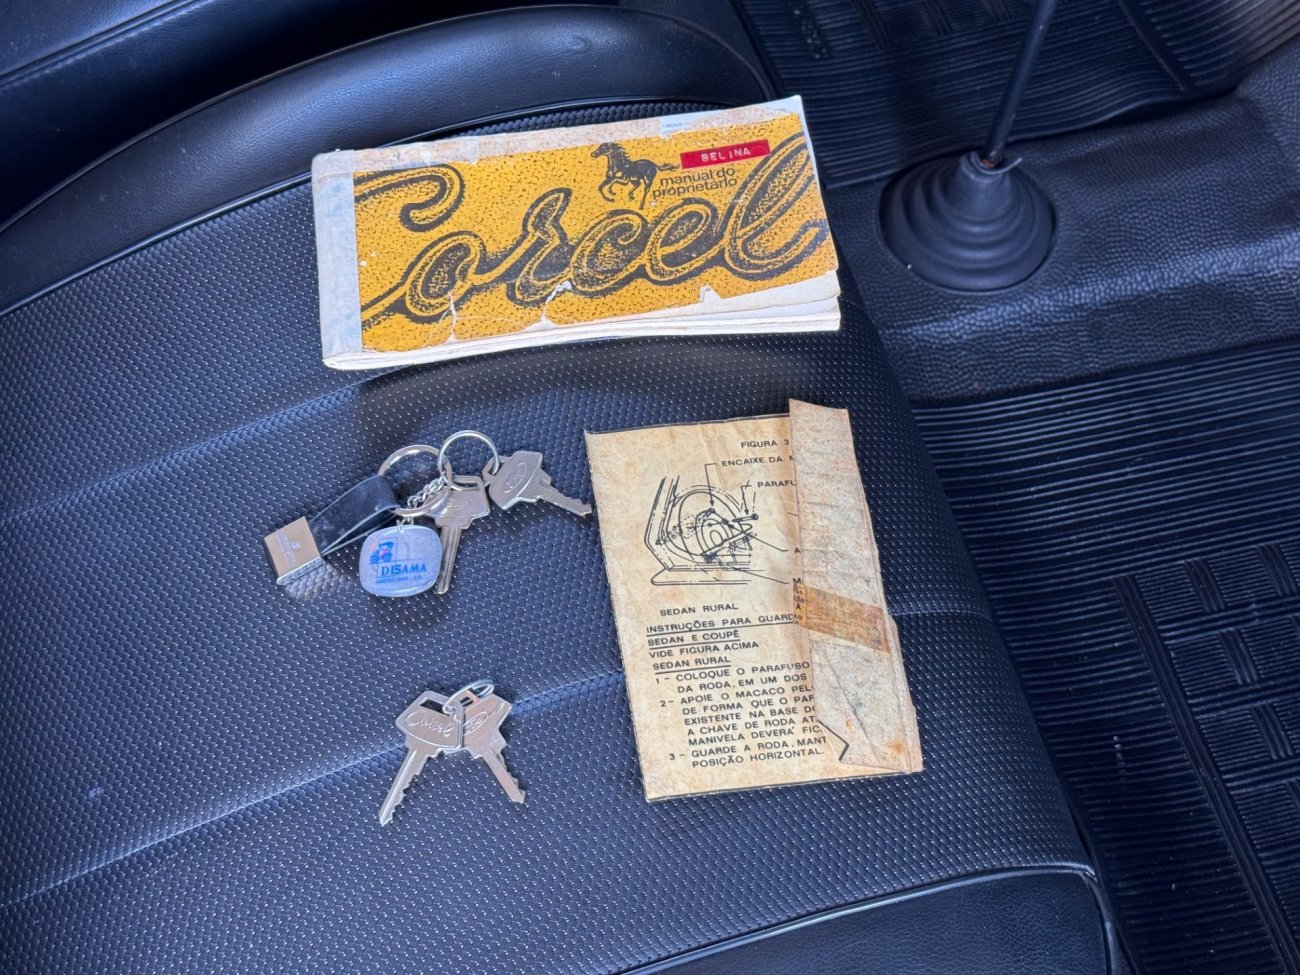 BELINA
manual do
proprietário
Corcel
FIGURA 3
ENCAIXE DA
PARAFU
SEDAN RURAL
INSTRUÇÕES PARA GUARD
SEDAN E COUPÊ
VIDE FIGURA ACIMA
SEDAN RURAL
1 - COLOQUE O PARAFUSO
DA RODA, EM UM DOS
2 - APOIE O MACACO PEL
DE FORMA QUE O PAR
EXISTENTE NA BASE DO
A CHAVE DE RODA AT
MANIVELA DEVERÁ FIC
3 - GUARDE A RODA, MANT
POSIÇÃO HORIZONTAL.
DISAMA
Corcel